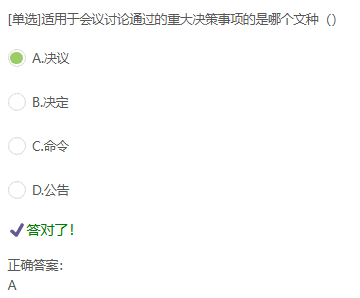 [单选]适用于会议讨论通过的重大决策事项的是哪个文种（）
A.决议
B.决定
C.命令
D.公告
答对了！
正确答案：
A